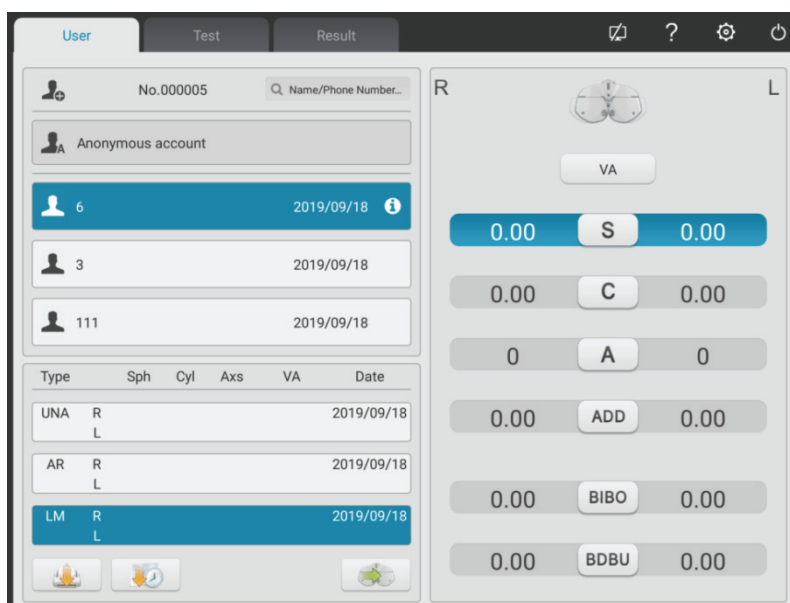 User Test Result ?
No.000005 Name/Phone Number...
A Anonymous account
6 2019/09/18 i
3 2019/09/18
111 2019/09/18
Type Sph Cyl Axs VA Date
UNA R 2019/09/18
L
AR R 2019/09/18
L
LM R 2019/09/18
L
R L
VA
0.00 S 0.00
0.00 C 0.00
0 A 0
0.00 ADD 0.00
0.00 BIBO 0.00
0.00 BDBU 0.00